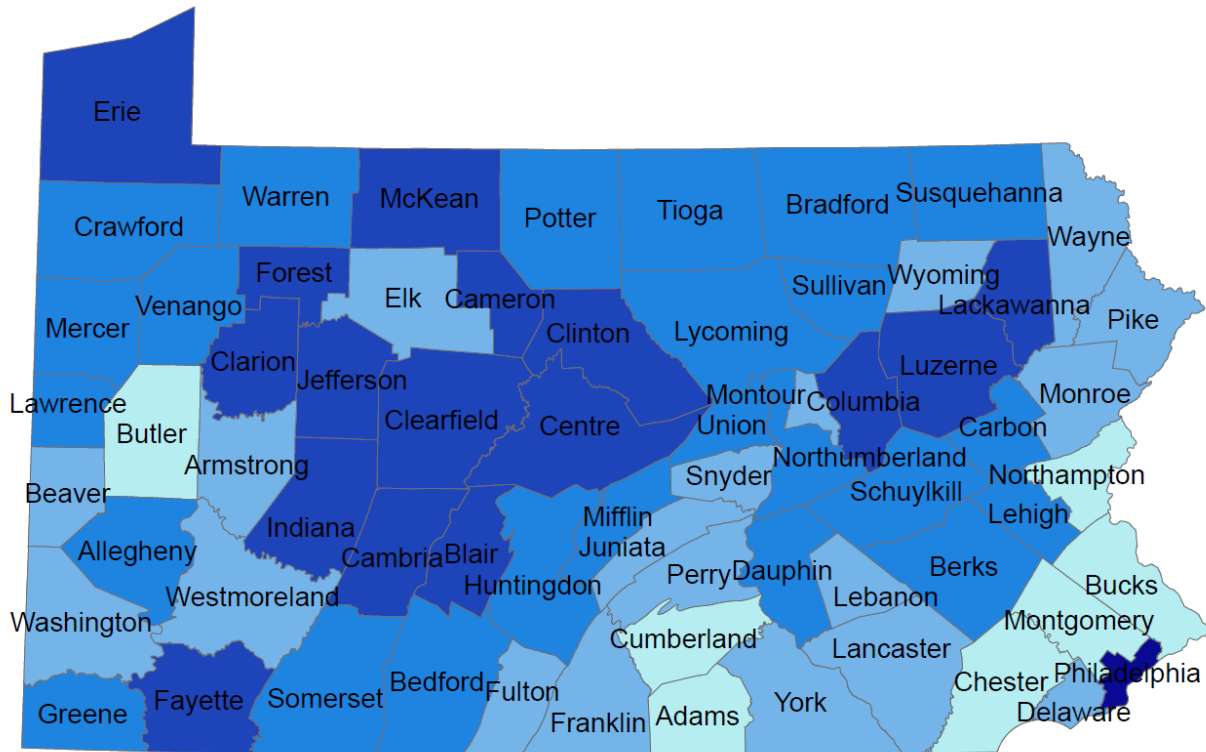 Erie
Warren
McKean
Potter
Tioga
Bradford
Susquehanna
Crawford
Wayne
Forest
Elk
Cameron
Sullivan
Wyoming
Lackawanna
Venango
Mercer
Clinton
Lycoming
Pike
Clarion
Jefferson
Luzerne
Lawrence
Butler
Clearfield
Centre
Montour
Columbia
Monroe
Union
Carbon
Armstrong
Beaver
Snyder
Northumberland
Northampton
Schuylkill
Indiana
Mifflin
Lehigh
Allegheny
Cambria
Blair
Juniata
Huntingdon
Perry
Dauphin
Berks
Bucks
Westmoreland
Lebanon
Washington
Cumberland
Montgomery
Lancaster
Greene
Fayette
Somerset
Bedford
Fulton
Franklin
Adams
York
Chester
Philadelphia
Delaware